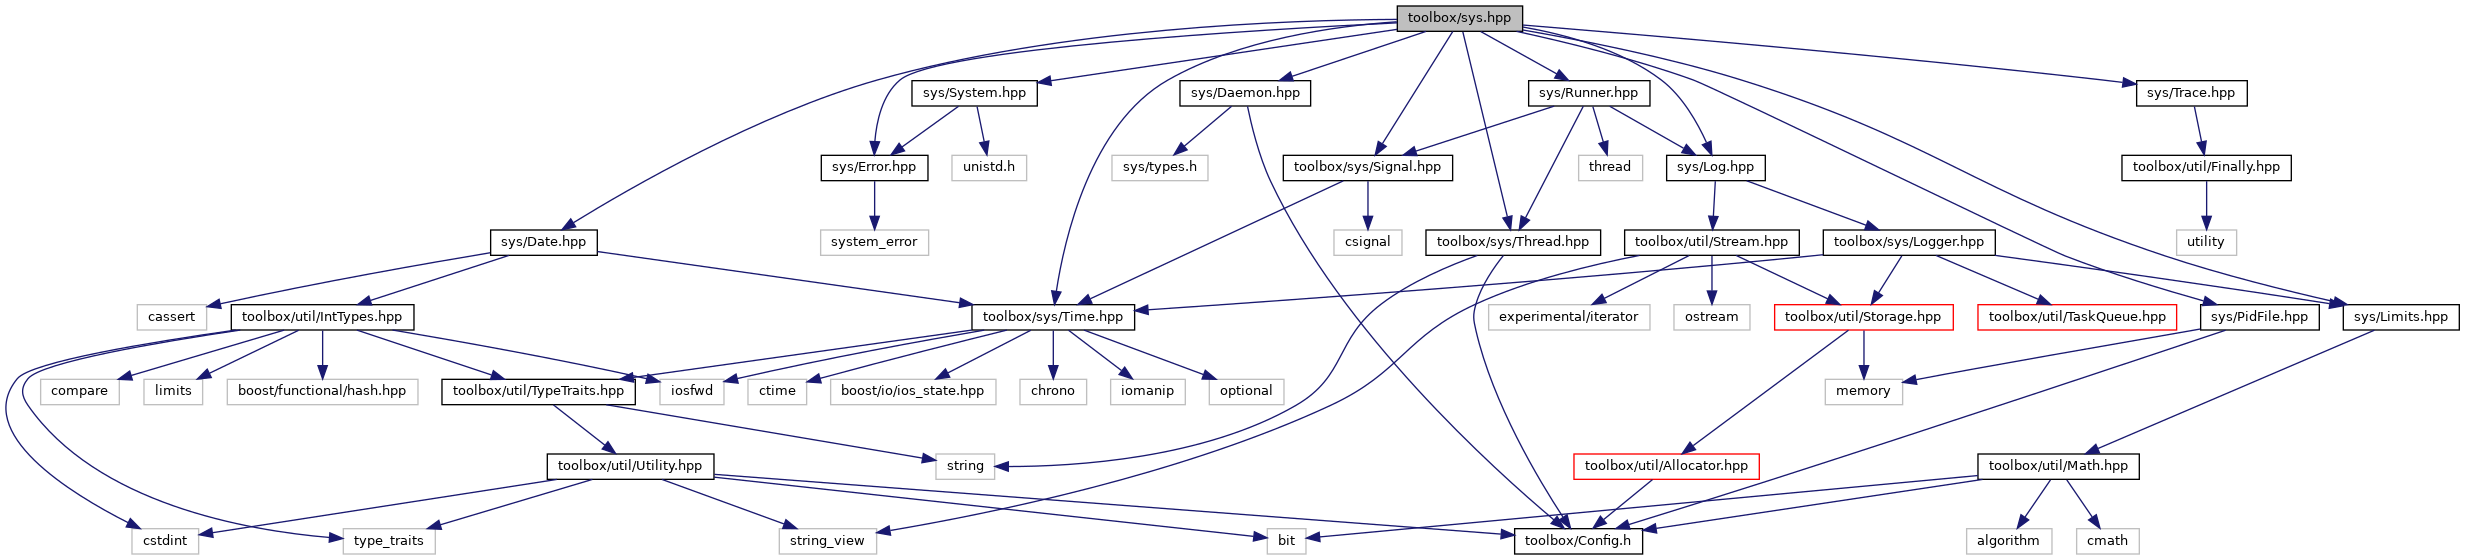 toolbox/sys.hpp
sys/System.hpp
sys/Daemon.hpp
sys/Runner.hpp
sys/Trace.hpp
sys/Error.hpp
unistd.h
sys/types.h
toolbox/sys/Signal.hpp
thread
sys/Log.hpp
toolbox/util/Finally.hpp
sys/Date.hpp
system_error
csignal
toolbox/sys/Thread.hpp
toolbox/util/Stream.hpp
toolbox/sys/Logger.hpp
utility
cassert
toolbox/util/IntTypes.hpp
toolbox/sys/Time.hpp
experimental/iterator
ostream
toolbox/util/Storage.hpp
toolbox/util/TaskQueue.hpp
sys/PidFile.hpp
sys/Limits.hpp
compare
limits
boost/functional/hash.hpp
toolbox/util/TypeTraits.hpp
iosfwd
ctime
boost/io/ios_state.hpp
chrono
iomanip
optional
memory
toolbox/util/Utility.hpp
string
toolbox/util/Allocator.hpp
toolbox/util/Math.hpp
cstdint
type_traits
string_view
bit
toolbox/Config.h
algorithm
cmath